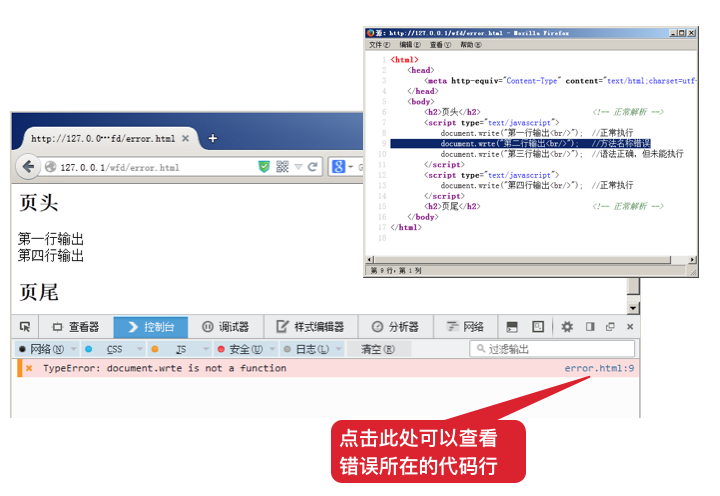 源: http://127.0.0.1/wfd/error.html - Mozilla Firefox
文件(F) 编辑(E) 查看(V) 帮助(H)
1 <html>
2 <head>
3 <meta http-equiv="Content-Type" content="text/html;charset=utf-
4 </head>
5 <body>
6 <h2>页头</h2> <!-- 正常解析 -->
7 <script type="text/javascript">
8 document.write("第一行输出<br/>"); //正常执行
9 document.wrte("第二行输出<br/>"); //方法名称错误
10 document.write("第三行输出<br/>"); //语法正确，但未能执行
11 </script>
12 <script type="text/javascript">
13 document.write("第四行输出<br/>"); //正常执行
14 </script>
15 <h2>页尾</h2> <!-- 正常解析 -->
16 </body>
17 </html>
18
第 9 行，第 1 列
http://127.0.0…fd/error.html × +
127.0.0.1/wfd/error.html
页头
第一行输出
第四行输出
页尾
查看器 控制台 调试器 样式编辑器 分析器 网络
网络(N) CSS JS 安全(U) 日志(L) 清空(R) 过滤输出
TypeError: document.wrte is not a function error.html:9
点击此处可以查看
错误所在的代码行